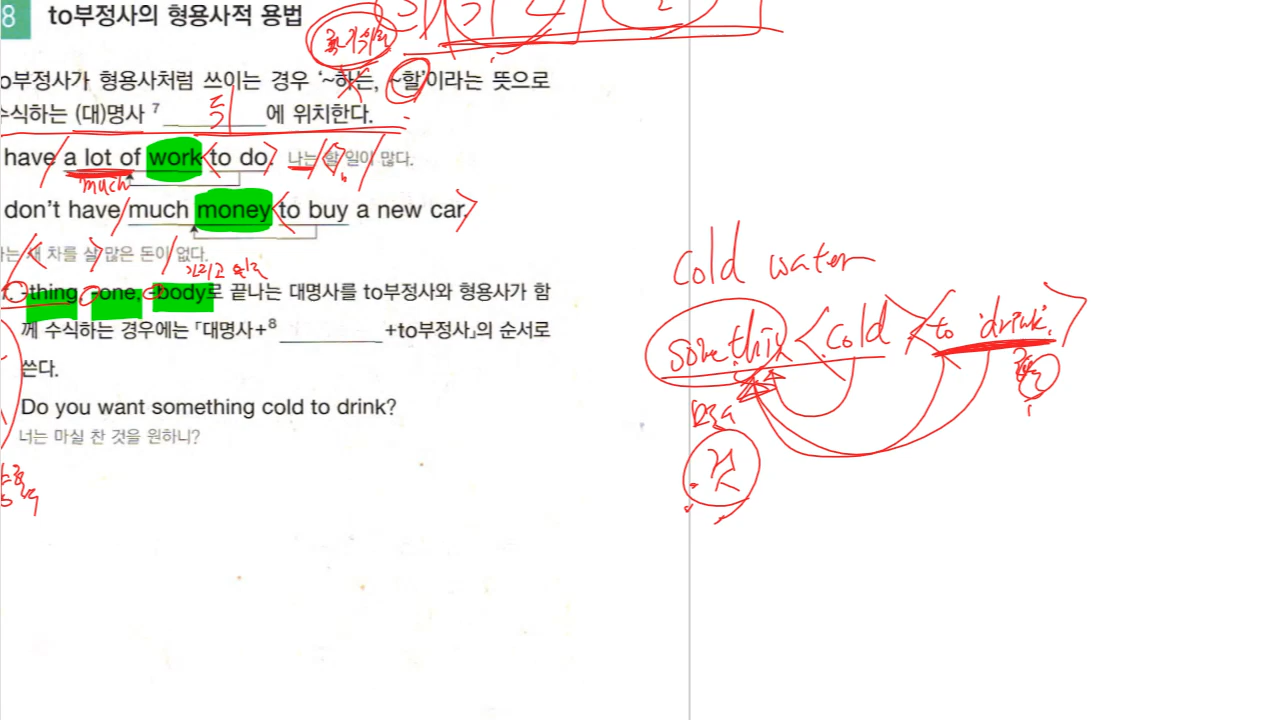 8 to부정사의 형용사적 용법
o부정사가 형용사처럼 쓰이는 경우 '~하는, ~할'이라는 뜻으로
수식하는 (대)명사 7 뒤 에 위치한다.
have a lot of work to do. 나는 할 일이 많다.
much
don't have much money to buy a new car.
는 새 차를 살 많은 돈이 없다.
-thing, -one, -body로 끝나는 대명사를 to부정사와 형용사가 함
께 수식하는 경우에는 「대명사+8 +to부정사」의 순서로
쓴다.
Do you want something cold to drink?
너는 마실 찬 것을 원하니?
cold water
something cold to drink
것